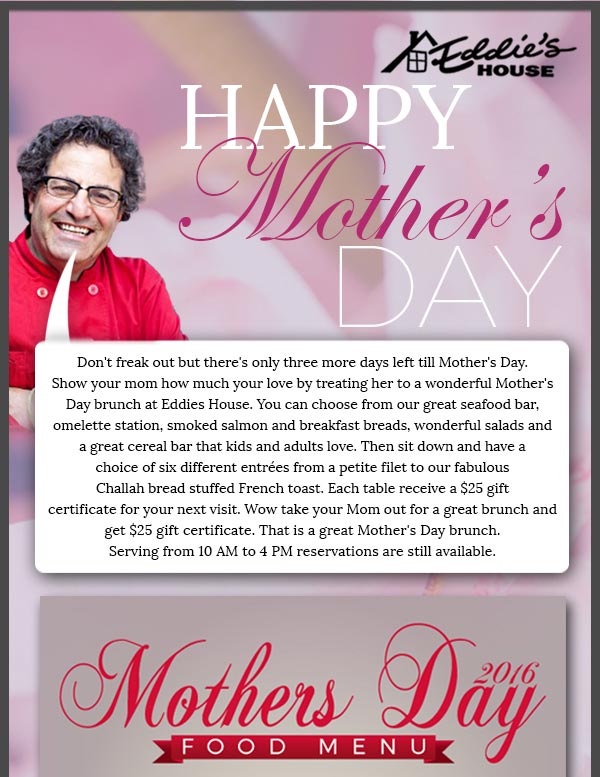 Eddie's
HOUSE
HAPPY
Mother's
DAY
Don't freak out but there's only three more days left till Mother's Day.
Show your mom how much your love by treating her to a wonderful Mother's
Day brunch at Eddies House. You can choose from our great seafood bar,
omelette station, smoked salmon and breakfast breads, wonderful salads and
a great cereal bar that kids and adults love. Then sit down and have a
choice of six different entrées from a petite filet to our fabulous
Challah bread stuffed French toast. Each table receive a $25 gift
certificate for your next visit. Wow take your Mom out for a great brunch and
get $25 gift certificate. That is a great Mother's Day brunch.
Serving from 10 AM to 4 PM reservations are still available.
Mothers Day 2016
FOOD MENU